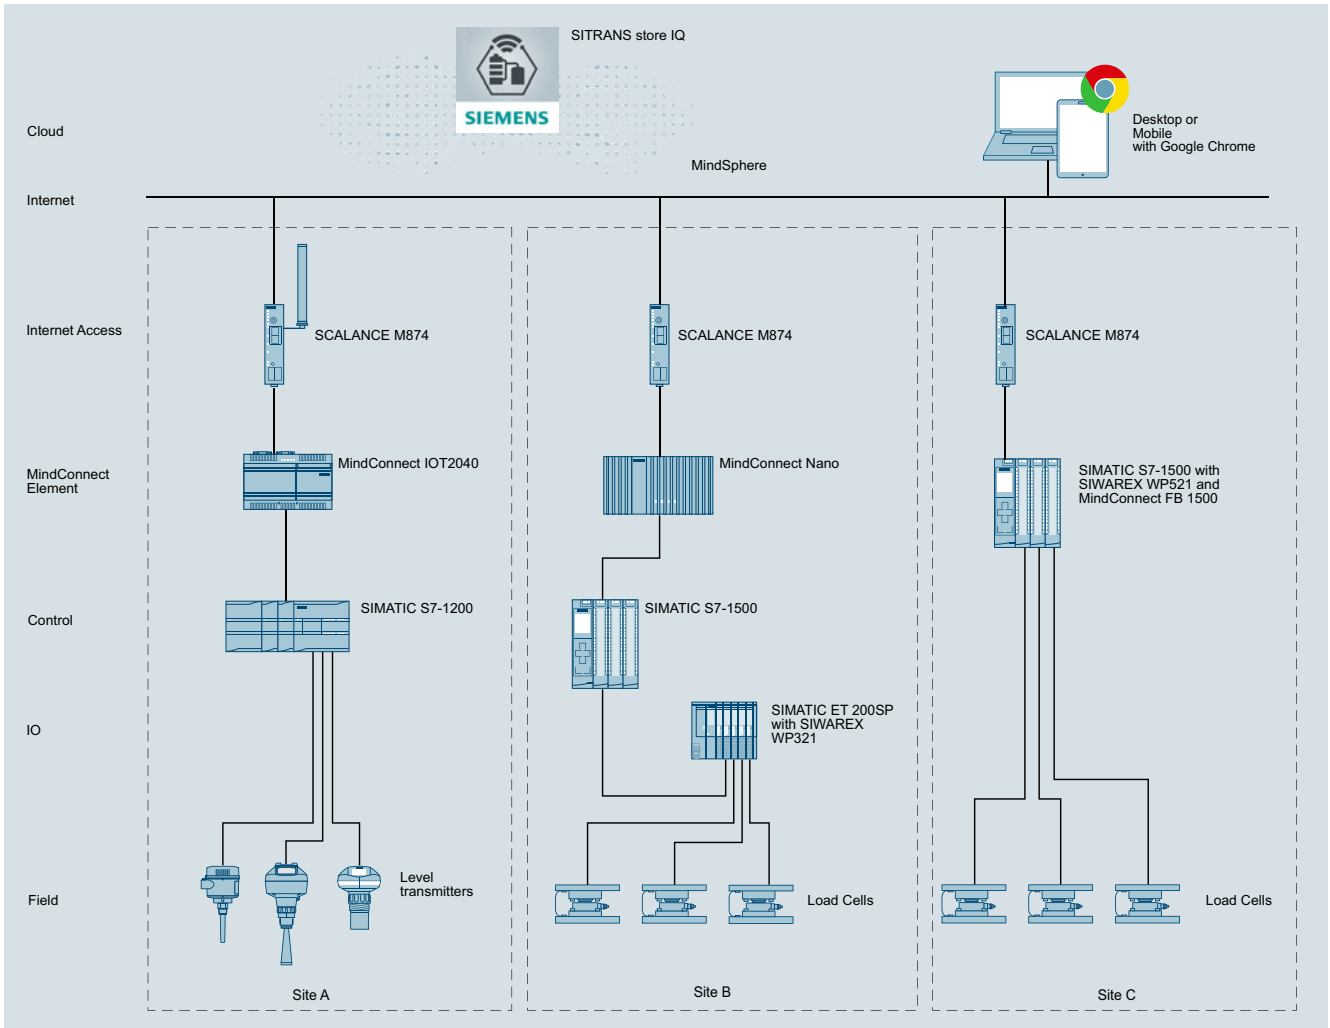 SITRANS store IQ
SIEMENS
Cloud
Desktop or
Mobile
with Google Chrome
MindSphere
Internet
Internet Access
SCALANCE M874
SCALANCE M874
SCALANCE M874
MindConnect
Element
MindConnect IOT2040
MindConnect Nano
SIMATIC S7-1500 with
SIWAREX WP521 and
MindConnect FB 1500
Control
SIMATIC S7-1200
SIMATIC S7-1500
IO
SIMATIC ET 200SP
with SIWAREX
WP321
Field
Level
transmitters
Load Cells
Load Cells
Site A
Site B
Site C